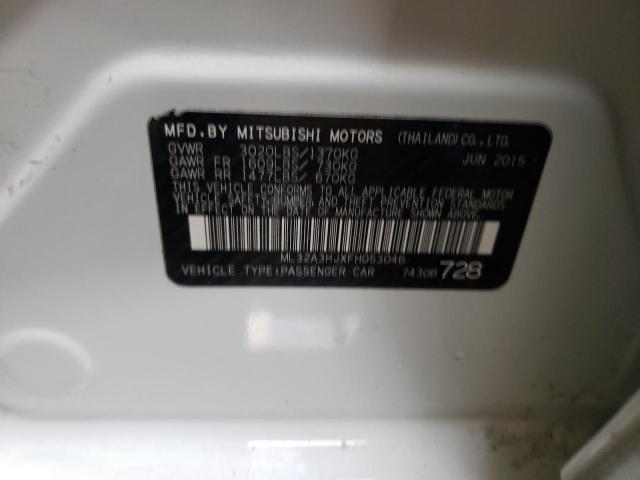 MFD.BY MITSUBISHI MOTORS (THAILAND)CO.,LTD.
GVWR 3020LBS/1370KG JUN 2015
GAWR FR
GAWR RR 1477LBS/ 670KG
THIS VEHICLE CONFORMS TO ALL APPLICABLE FEDERAL MOTOR
VEHICLE SAFETY, BUMPER, AND THEFT PREVENTION STANDARDS
IN EFFECT ON THE DATE OF MANUFACTURE SHOWN ABOVE.
ML32A3HJXFH053046
VEHICLE TYPE:PASSENGER CAR 7430B 728